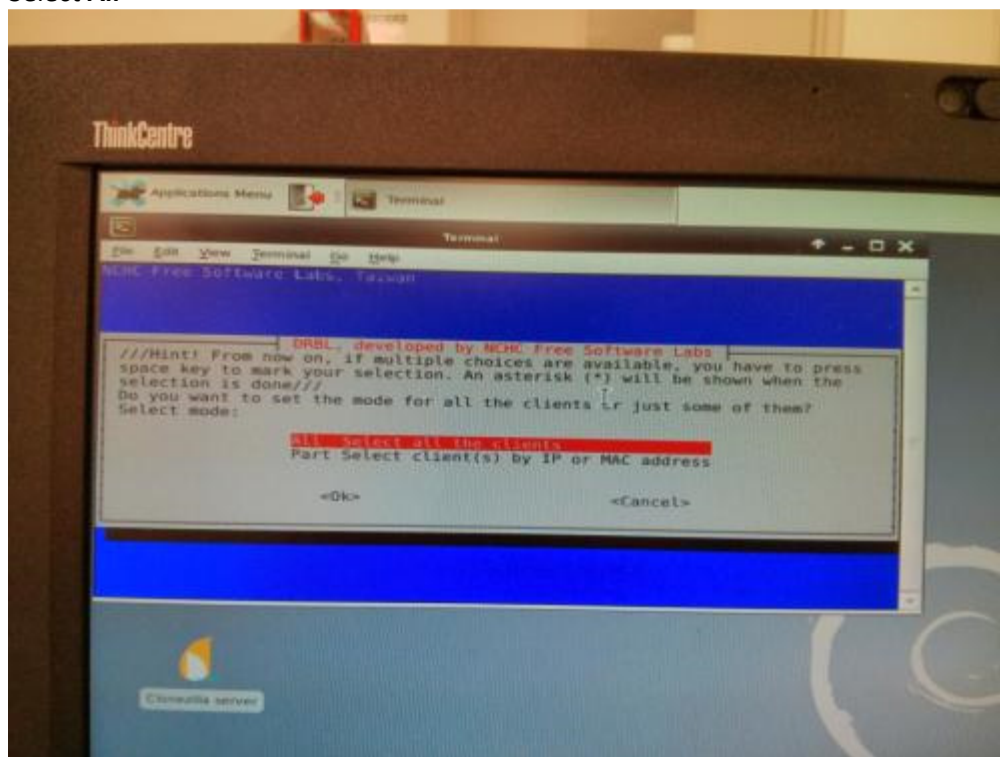 select All
ThinkCentre
Applications Menu
Terminal
Terminal
File Edit View Terminal Go Help
NCHC Free Software Labs, Taiwan
DRBL, developed by NCHC Free Software Labs
///Hint! From now on, if multiple choices are available, you have to press
space key to mark your selection. An asterisk (*) will be shown when the
selection is done///
Do you want to set the mode for all the clients or just some of them?
Select mode:
All Select all the clients
Part Select client(s) by IP or MAC address
<Ok> <Cancel>
Clonezilla server